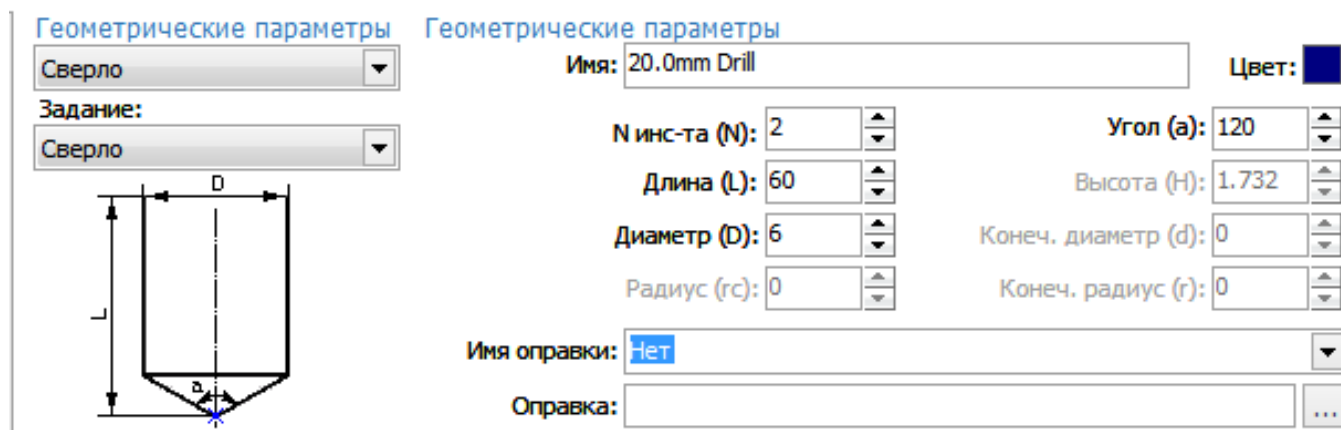 Геометрические параметры
Сверло
Задание:
Сверло
D
L
a
Геометрические параметры
Имя: 20.0mm Drill
Цвет:
N инс-та (N): 2
Угол (a): 120
Длина (L): 60
Высота (H): 1.732
Диаметр (D): 6
Конеч. диаметр (d): 0
Радиус (rc): 0
Конеч. радиус (r): 0
Имя оправки: Нет
Оправка:
...